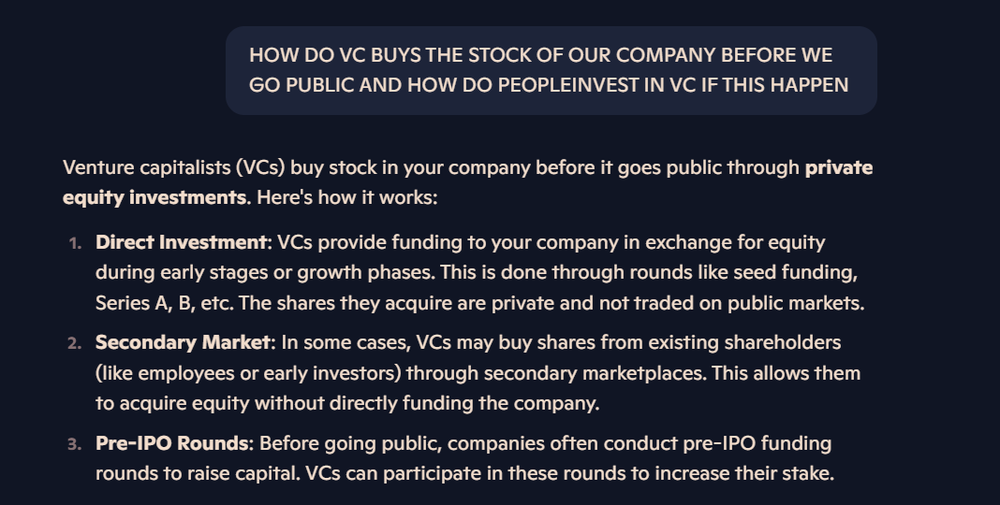 HOW DO VC BUYS THE STOCK OF OUR COMPANY BEFORE WE
GO PUBLIC AND HOW DO PEOPLEINVEST IN VC IF THIS HAPPEN
Venture capitalists (VCs) buy stock in your company before it goes public through private
equity investments. Here's how it works:
1. Direct Investment: VCs provide funding to your company in exchange for equity
during early stages or growth phases. This is done through rounds like seed funding,
Series A, B, etc. The shares they acquire are private and not traded on public markets.
2. Secondary Market: In some cases, VCs may buy shares from existing shareholders
(like employees or early investors) through secondary marketplaces. This allows them
to acquire equity without directly funding the company.
3. Pre-IPO Rounds: Before going public, companies often conduct pre-IPO funding
rounds to raise capital. VCs can participate in these rounds to increase their stake.